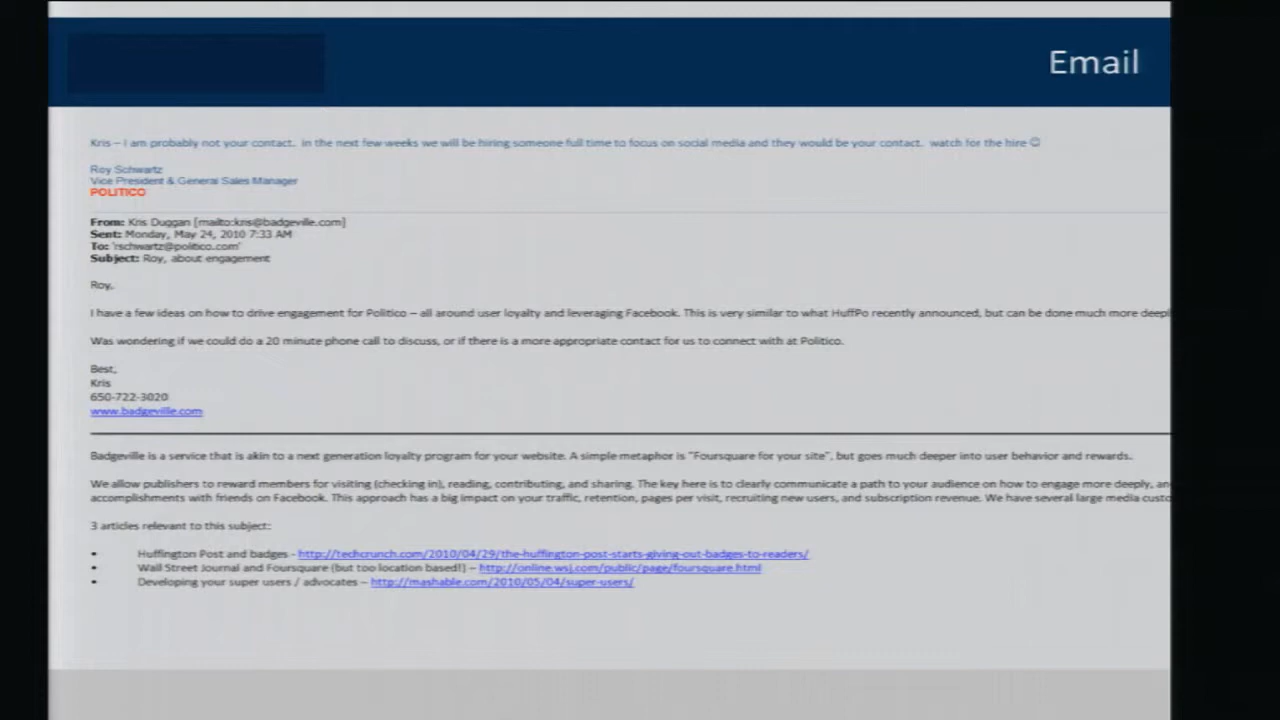 Email
Kris – I am probably not your contact. In the next few weeks we will be hiring someone full time to focus on social media and they would be your contact. watch for the hire ☺
Roy Schwartz
Vice President & General Sales Manager
POLITICO
From: Kris Duggan [mailto:kris@badgeville.com]
Sent: Monday, May 24, 2010 7:33 AM
To: 'rschwartz@politico.com'
Subject: Roy, about engagement
Roy,
I have a few ideas on how to drive engagement for Politico – all around user loyalty and leveraging Facebook. This is very similar to what HuffPo recently announced, but can be done much more deepl
Was wondering if we could do a 20 minute phone call to discuss, or if there is a more appropriate contact for us to connect with at Politico.
Best,
Kris
650-722-3020
www.badgeville.com
Badgeville is a service that is akin to a next generation loyalty program for your website. A simple metaphor is "Foursquare for your site", but goes much deeper into user behavior and rewards.
We allow publishers to reward members for visiting (checking in), reading, contributing, and sharing. The key here is to clearly communicate a path to your audience on how to engage more deeply, an
accomplishments with friends on Facebook. This approach has a big impact on your traffic, retention, pages per visit, recruiting new users, and subscription revenue. We have several large media custo
3 articles relevant to this subject:
• Huffington Post and badges - http://techcrunch.com/2010/04/29/the-huffington-post-starts-giving-out-badges-to-readers/
• Wall Street Journal and Foursquare (but too location based!) – http://online.wsj.com/public/page/foursquare.html
• Developing your super users / advocates – http://mashable.com/2010/05/04/super-users/